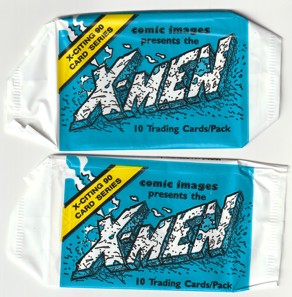 X-CITING 90
CARD SERIES
comic images
presents the
X-MEN
10 Trading Cards/Pack
X-CITING 90
CARD SERIES
comic images
presents the
X-MEN
10 Trading Cards/Pack